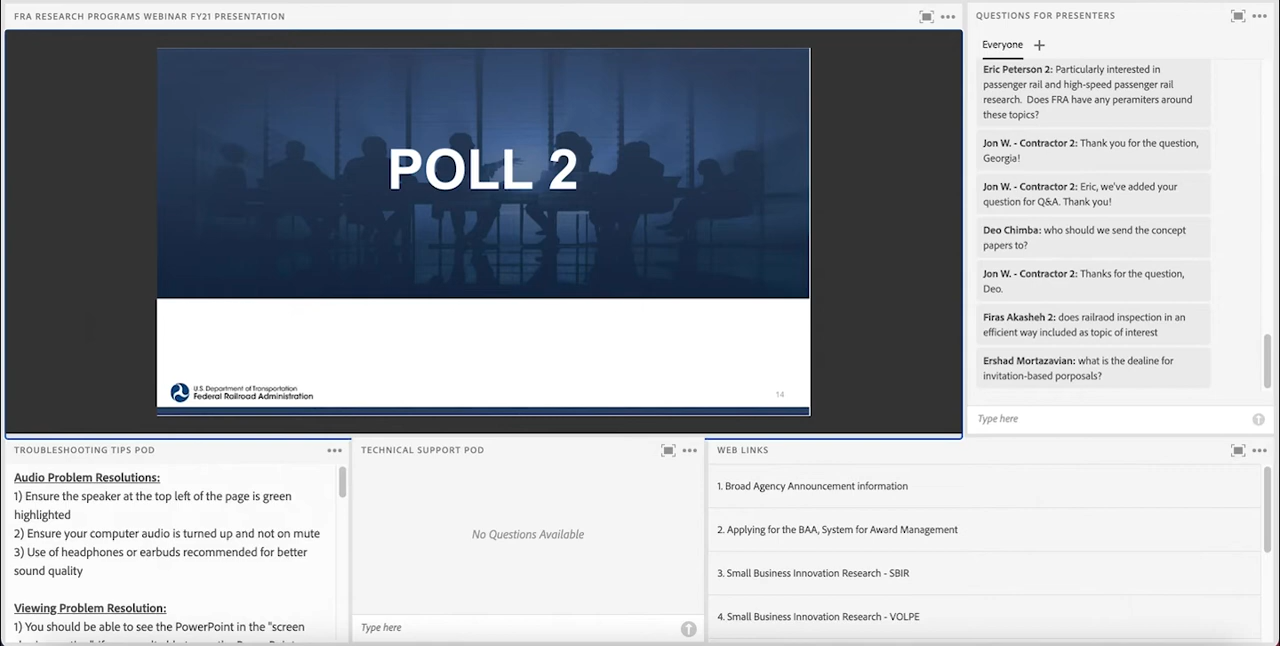 FRA RESEARCH PROGRAMS WEBINAR FY21 PRESENTATION
POLL 2
U.S. Department of Transportation
Federal Railroad Administration
14
QUESTIONS FOR PRESENTERS
Everyone
Eric Peterson 2: Particularly interested in
passenger rail and high-speed passenger rail
research. Does FRA have any peramiters around
these topics?
Jon W. - Contractor 2: Thank you for the question,
Georgia!
Jon W. - Contractor 2: Eric, we've added your
question for Q&A. Thank you!
Deo Chimba: who should we send the concept
papers to?
Jon W. - Contractor 2: Thanks for the question,
Deo.
Firas Akasheh 2: does railraod inspection in an
efficient way included as topic of interest
Ershad Mortazavian: what is the dealine for
invitation-based porposals?
Type here
TROUBLESHOOTING TIPS POD
Audio Problem Resolutions:
1) Ensure the speaker at the top left of the page is green
highlighted
2) Ensure your computer audio is turned up and not on mute
3) Use of headphones or earbuds recommended for better
sound quality
Viewing Problem Resolution:
1) You should be able to see the PowerPoint in the "screen
TECHNICAL SUPPORT POD
No Questions Available
Type here
WEB LINKS
1. Broad Agency Announcement information
2. Applying for the BAA, System for Award Management
3. Small Business Innovation Research - SBIR
4. Small Business Innovation Research - VOLPE